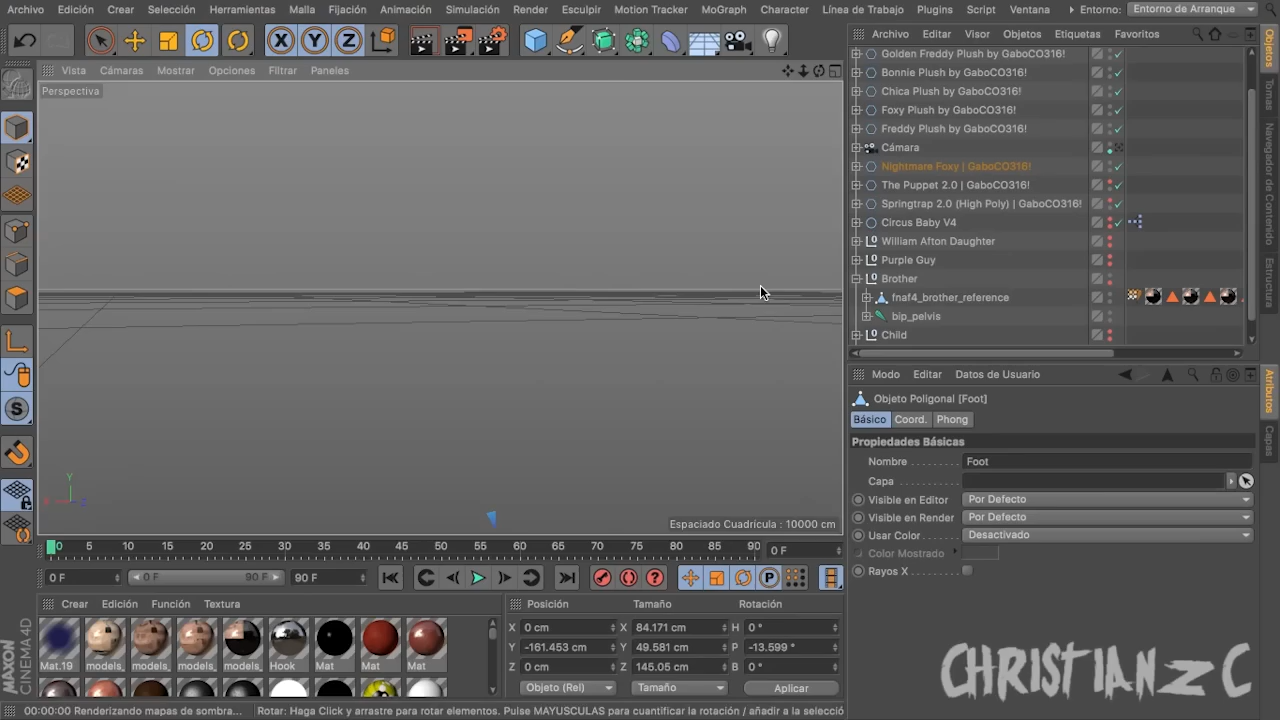 Archivo Edición Crear Selección Herramientas Malla Fijación Animación Simulación Render Esculpir Motion Tracker MoGraph Character Línea de Trabajo Plugins Script Ventana Entorno: Entorno de Arranque
X Y Z
Vista Cámaras Mostrar Opciones Filtrar Paneles
Perspectiva
Y
Espaciado Cuadrícula : 10000 cm
Archivo Editar Visor Objetos Etiquetas Favoritos
Golden Freddy Plush by GaboCO316!
Bonnie Plush by GaboCO316!
Chica Plush by GaboCO316!
Foxy Plush by GaboCO316!
Freddy Plush by GaboCO316!
Cámara
Nightmare Foxy | GaboCO316!
The Puppet 2.0 | GaboCO316!
Springtrap 2.0 (High Poly) | GaboCO316!
Circus Baby V4
William Afton Daughter
Purple Guy
Brother
fnaf4_brother_reference
bip_pelvis
Child
Objetos
Tomas
Navegador de Contenido
Estructura
Modo Editar Datos de Usuario
Objeto Poligonal [Foot]
Básico Coord. Phong
Propiedades Básicas
Nombre Foot
Capa
Visible en Editor Por Defecto
Visible en Render Por Defecto
Usar Color Desactivado
Color Mostrado
Rayos X
Atributos
Capas
0 5 10 15 20 25 30 35 40 45 50 55 60 65 70 75 80 85 90 0 F
0 F 0 F 90 F 90 F
Crear Edición Función Textura
Mat.19 models_ models_ models_ models_ Hook Mat Mat Mat
Posición Tamaño Rotación
X 0 cm X 84.171 cm H 0 °
Y -161.453 cm Y 49.581 cm P -13.599 °
Z 0 cm Z 145.05 cm B 0 °
Objeto (Rel) Tamaño Aplicar
MAXON
CINEMA 4D
00:00:00 Renderizando mapas de sombra... Rotar: Haga Click y arrastre para rotar elementos. Pulse MAYUSCULAS para cuantificar la rotación / añadir a la selecció
CHRISTIANZC